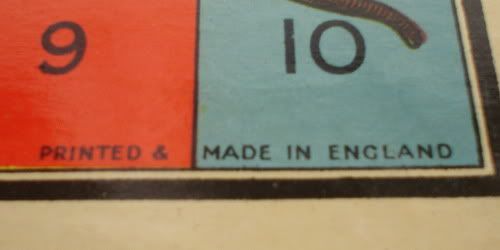 9 10
PRINTED & MADE IN ENGLAND